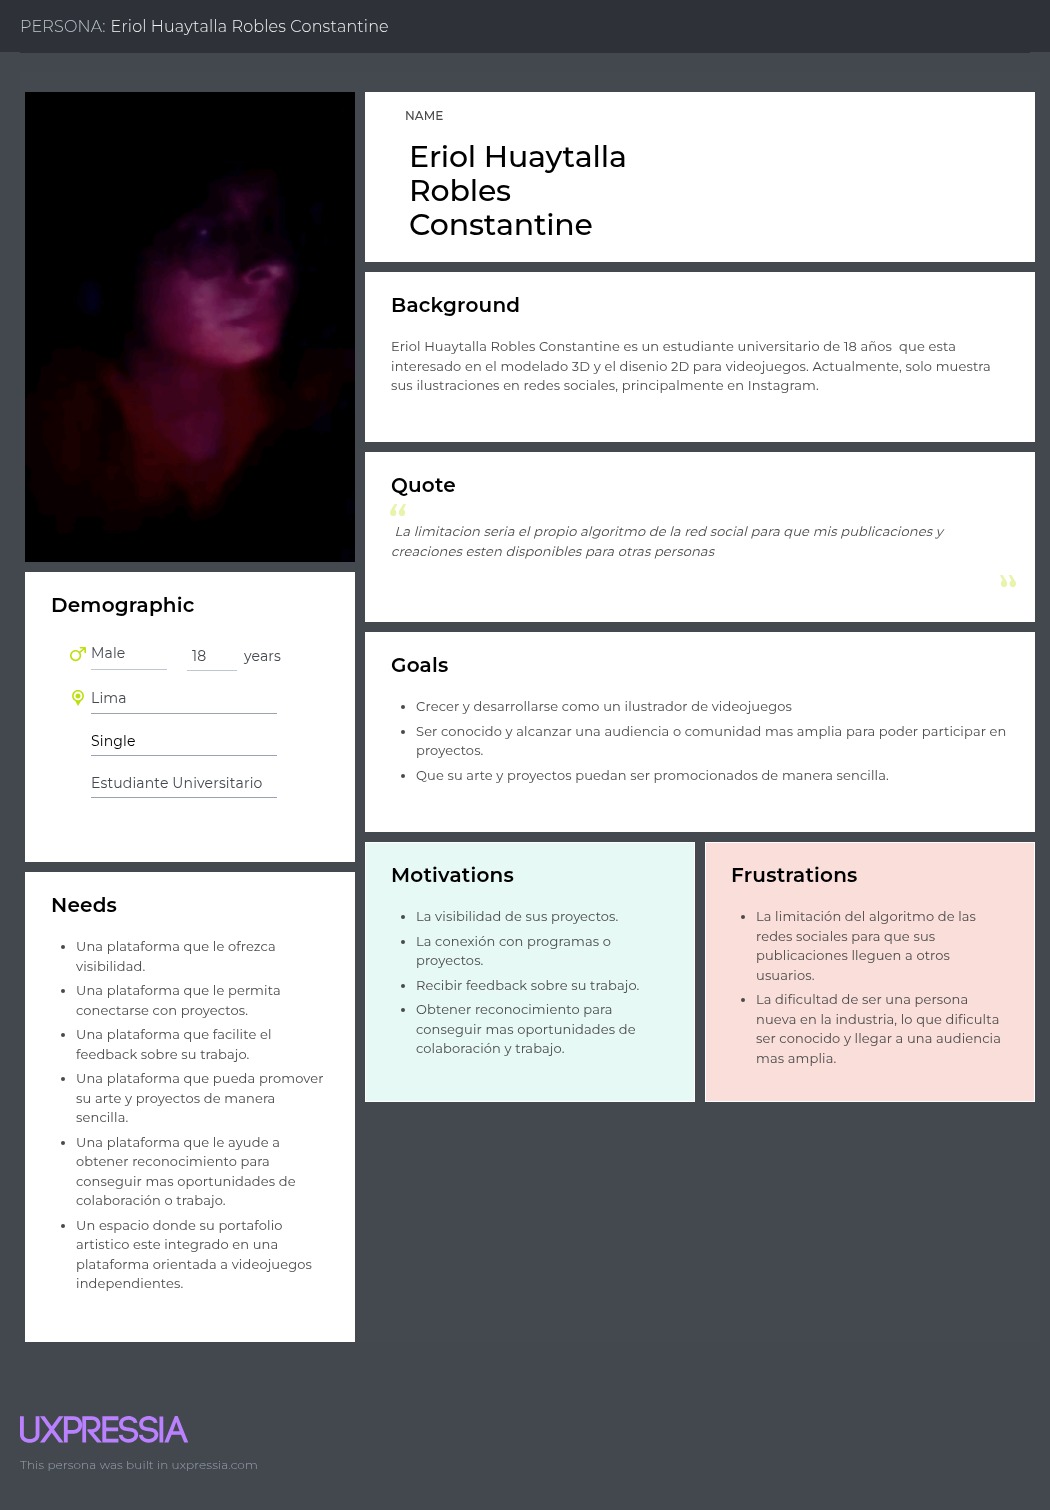 PERSONA: Eriol Huaytalla Robles Constantine
NAME
Eriol Huaytalla
Robles
Constantine
Background
Eriol Huaytalla Robles Constantine es un estudiante universitario de 18 años  que esta
interesado en el modelado 3D y el disenio 2D para videojuegos. Actualmente, solo muestra
sus ilustraciones en redes sociales, principalmente en Instagram.
Quote
“
La limitacion seria el propio algoritmo de la red social para que mis publicaciones y
creaciones esten disponibles para otras personas
”
Demographic
Male 18 years
Lima
Single
Estudiante Universitario
Goals
• Crecer y desarrollarse como un ilustrador de videojuegos
• Ser conocido y alcanzar una audiencia o comunidad mas amplia para poder participar en
proyectos.
• Que su arte y proyectos puedan ser promocionados de manera sencilla.
Needs
• Una plataforma que le ofrezca
visibilidad.
• Una plataforma que le permita
conectarse con proyectos.
• Una plataforma que facilite el
feedback sobre su trabajo.
• Una plataforma que pueda promover
su arte y proyectos de manera
sencilla.
• Una plataforma que le ayude a
obtener reconocimiento para
conseguir mas oportunidades de
colaboración o trabajo.
• Un espacio donde su portafolio
artistico este integrado en una
plataforma orientada a videojuegos
independientes.
Motivations
• La visibilidad de sus proyectos.
• La conexión con programas o
proyectos.
• Recibir feedback sobre su trabajo.
• Obtener reconocimiento para
conseguir mas oportunidades de
colaboración y trabajo.
Frustrations
• La limitación del algoritmo de las
redes sociales para que sus
publicaciones lleguen a otros
usuarios.
• La dificultad de ser una persona
nueva en la industria, lo que dificulta
ser conocido y llegar a una audiencia
mas amplia.
UXPRESSIA
This persona was built in uxpressia.com